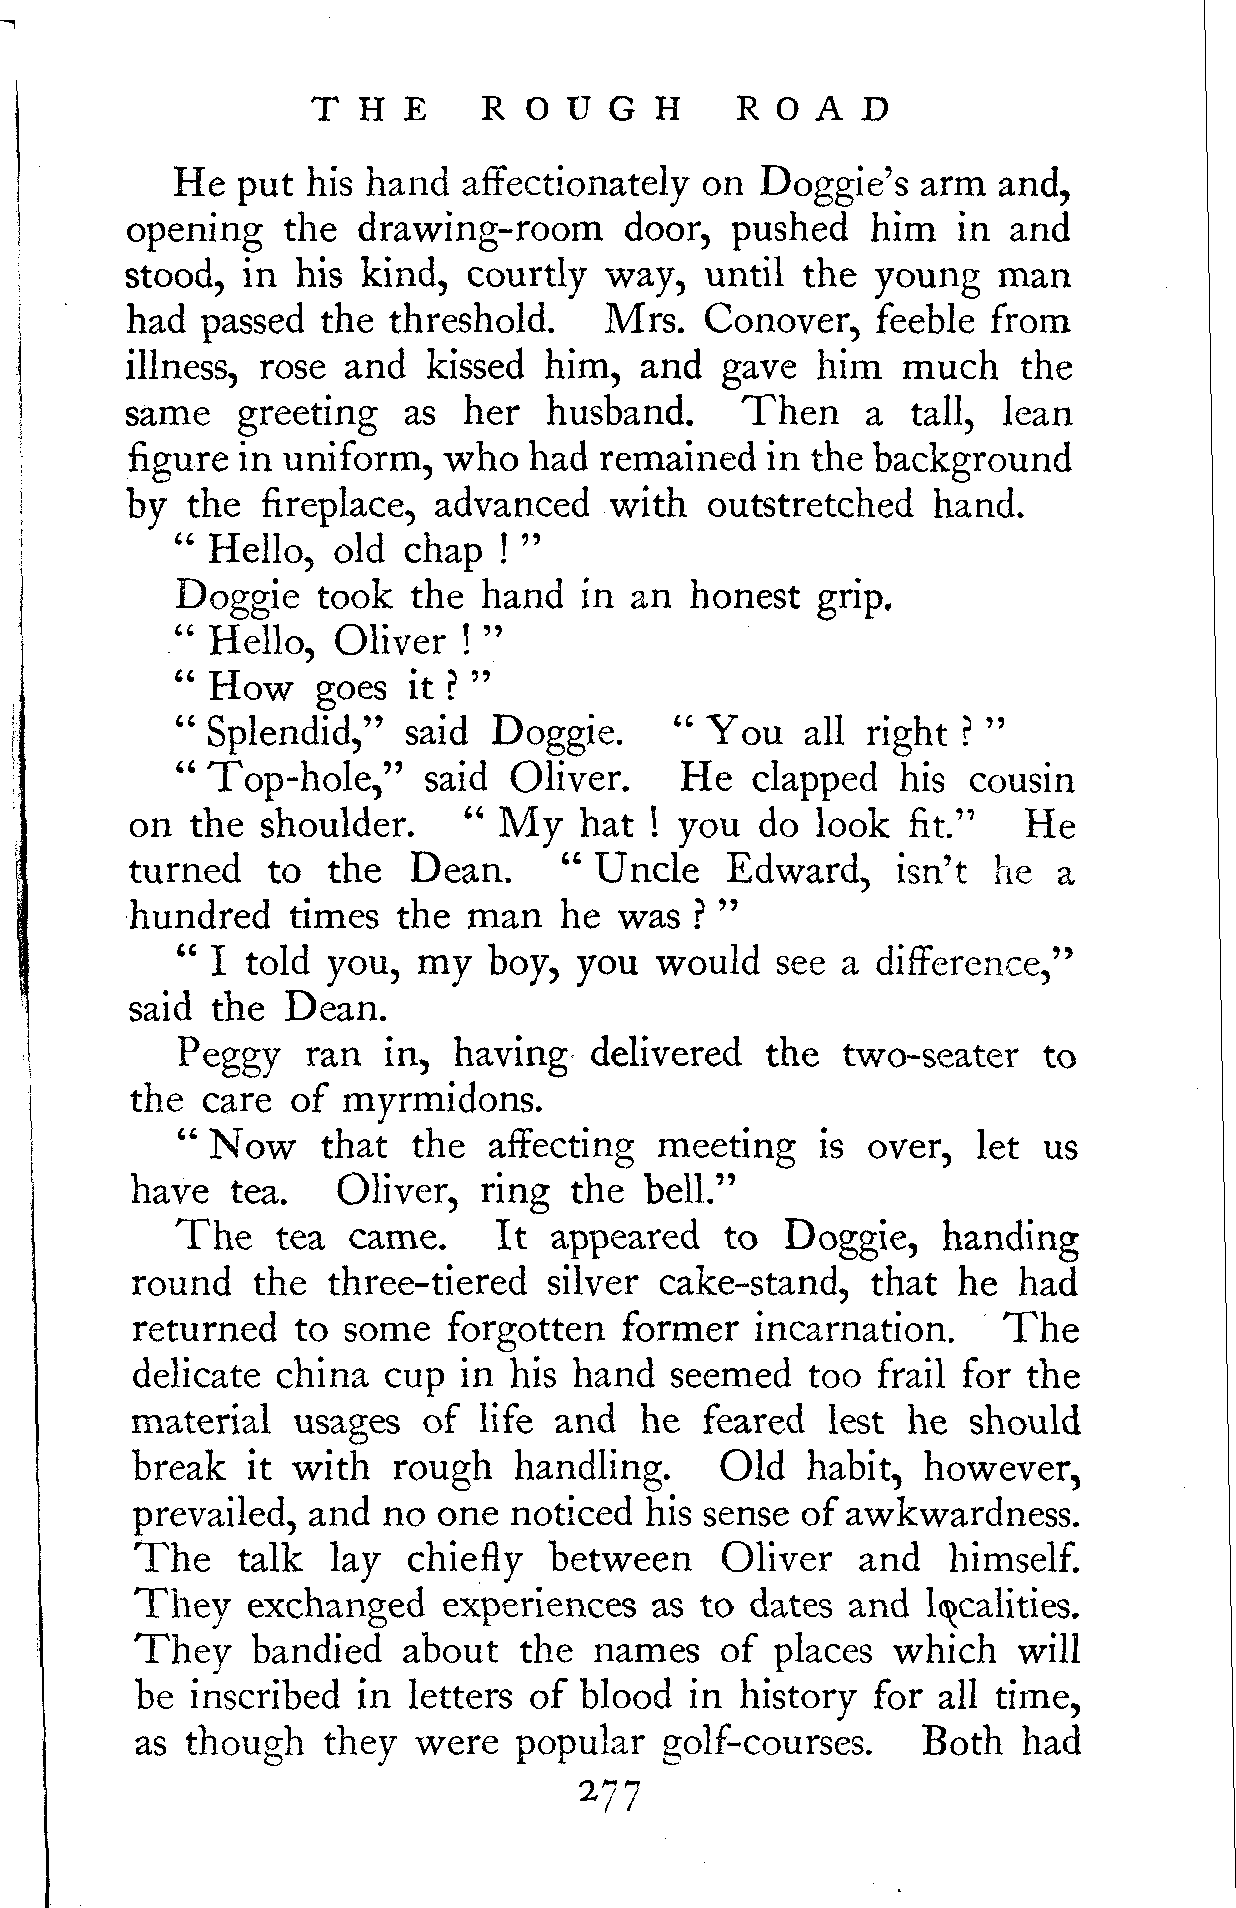 THE ROUGH ROAD
He put his hand affectionately on Doggie's arm and,
opening the drawing-room door, pushed him in and
stood, in his kind, courtly way, until the young man
had passed the threshold. Mrs. Conover, feeble from
illness, rose and kissed him, and gave him much the
same greeting as her husband. Then a tall, lean
figure in uniform, who had remained in the background
by the fireplace, advanced with outstretched hand.
“ Hello, old chap ! ”
Doggie took the hand in an honest grip.
“ Hello, Oliver ! ”
“ How goes it ? ”
“ Splendid,” said Doggie. “ You all right ? ”
“ Top-hole,” said Oliver. He clapped his cousin
on the shoulder. “ My hat ! you do look fit.” He
turned to the Dean. “ Uncle Edward, isn't he a
hundred times the man he was ? ”
“ I told you, my boy, you would see a difference,”
said the Dean.
Peggy ran in, having delivered the two-seater to
the care of myrmidons.
“ Now that the affecting meeting is over, let us
have tea. Oliver, ring the bell.”
The tea came. It appeared to Doggie, handing
round the three-tiered silver cake-stand, that he had
returned to some forgotten former incarnation. The
delicate china cup in his hand seemed too frail for the
material usages of life and he feared lest he should
break it with rough handling. Old habit, however,
prevailed, and no one noticed his sense of awkwardness.
The talk lay chiefly between Oliver and himself.
They exchanged experiences as to dates and localities.
They bandied about the names of places which will
be inscribed in letters of blood in history for all time,
as though they were popular golf-courses. Both had
277